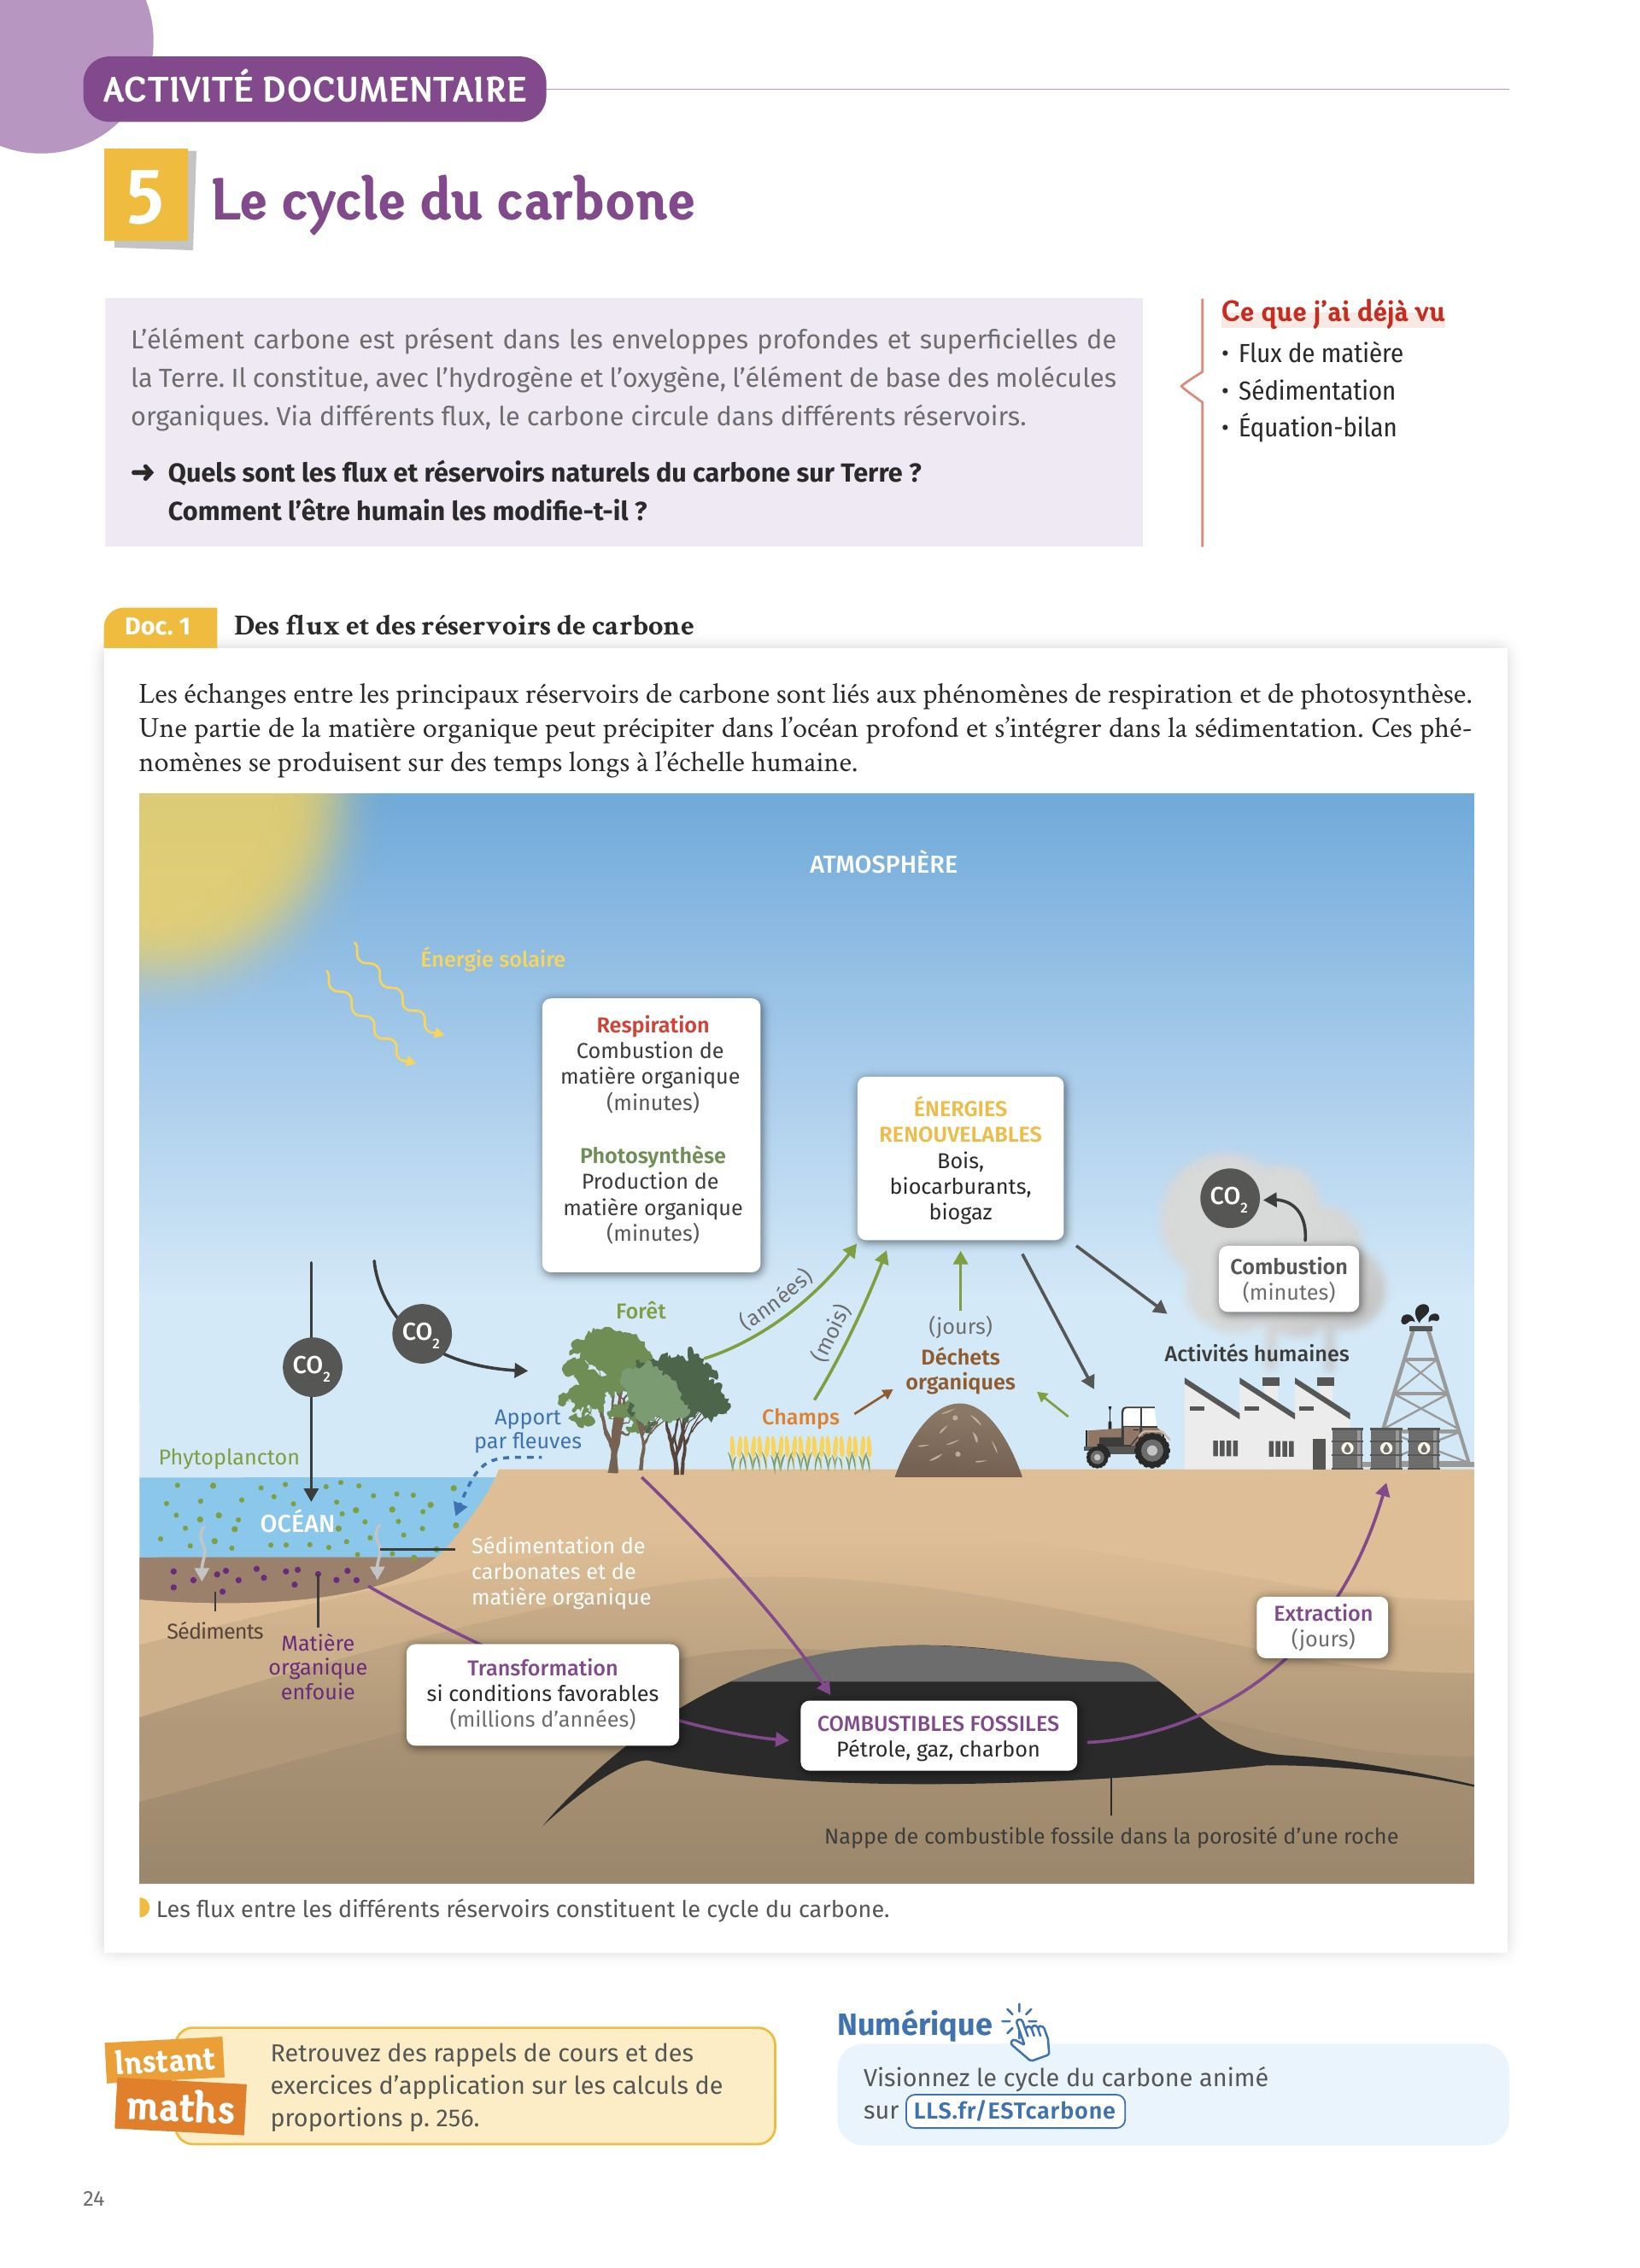 ACTIVITÉ DOCUMENTAIRE
5
Le cycle du carbone
L’élément carbone est présent dans les enveloppes profondes et superficielles de
la Terre. Il constitue, avec l’hydrogène et l’oxygène, l’élément de base des molécules
organiques. Via différents flux, le carbone circule dans différents réservoirs.
➜ Quels sont les flux et réservoirs naturels du carbone sur Terre ?
Comment l’être humain les modifie-t-il ?
Ce que j’ai déjà vu
• Flux de matière
• Sédimentation
• Équation-bilan
Doc. 1
Des flux et des réservoirs de carbone
Les échanges entre les principaux réservoirs de carbone sont liés aux phénomènes de respiration et de photosynthèse.
Une partie de la matière organique peut précipiter dans l’océan profond et s’intégrer dans la sédimentation. Ces phé-
nomènes se produisent sur des temps longs à l’échelle humaine.
ATMOSPHÈRE
Énergie solaire
Respiration
Combustion de
matière organique
(minutes)
Photosynthèse
Production de
matière organique
(minutes)
ÉNERGIES
RENOUVELABLES
Bois,
biocarburants,
biogaz
CO₂
Combustion
(minutes)
CO₂
CO₂
Forêt
(années)
(mois)
(jours)
Déchets
organiques
Activités humaines
Champs
Apport
par fleuves
Phytoplancton
OCÉAN
Sédimentation de
carbonates et de
matière organique
Sédiments
Matière
organique
enfouie
Transformation
si conditions favorables
(millions d’années)
COMBUSTIBLES FOSSILES
Pétrole, gaz, charbon
Extraction
(jours)
Nappe de combustible fossile dans la porosité d’une roche
Les flux entre les différents réservoirs constituent le cycle du carbone.
Instant
maths
Retrouvez des rappels de cours et des
exercices d’application sur les calculs de
proportions p. 256.
Numérique
Visionnez le cycle du carbone animé
sur LLS.fr/ESTcarbone
24